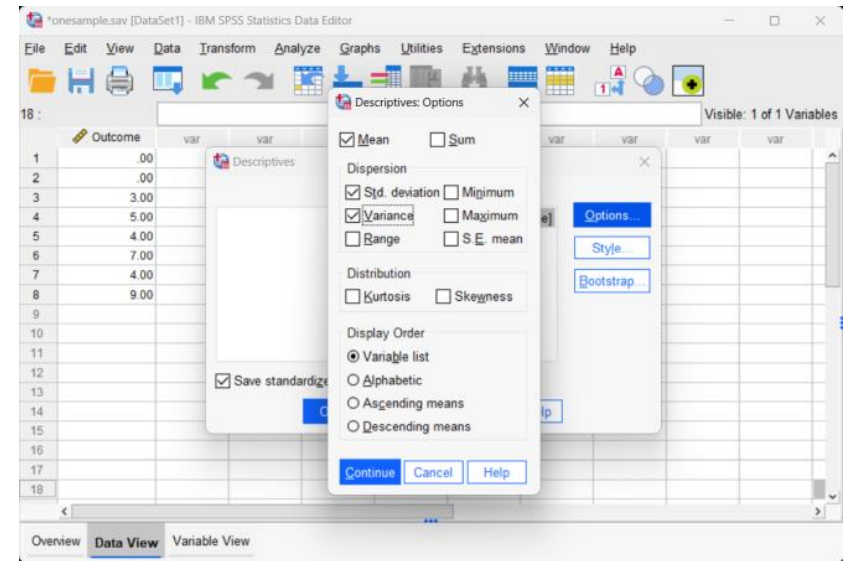 *onesample.sav [DataSet1] - IBM SPSS Statistics Data Editor
File Edit View Data Transform Analyze Graphs Utilities Extensions Window Help
18 : Visible: 1 of 1 Variables
Outcome var var var var var var
1 .00
2 .00
3 3.00
4 5.00
5 4.00
6 7.00
7 4.00
8 9.00
9
10
11
12
13
14
15
16
17
18
Descriptives
e]
Options...
Style...
Bootstrap...
Save standardize
O lp
Descriptives: Options
Mean Sum
Dispersion
Std. deviation Minimum
Variance Maximum
Range S.E. mean
Distribution
Kurtosis Skewness
Display Order
Variable list
Alphabetic
Ascending means
Descending means
Continue Cancel Help
Overview Data View Variable View